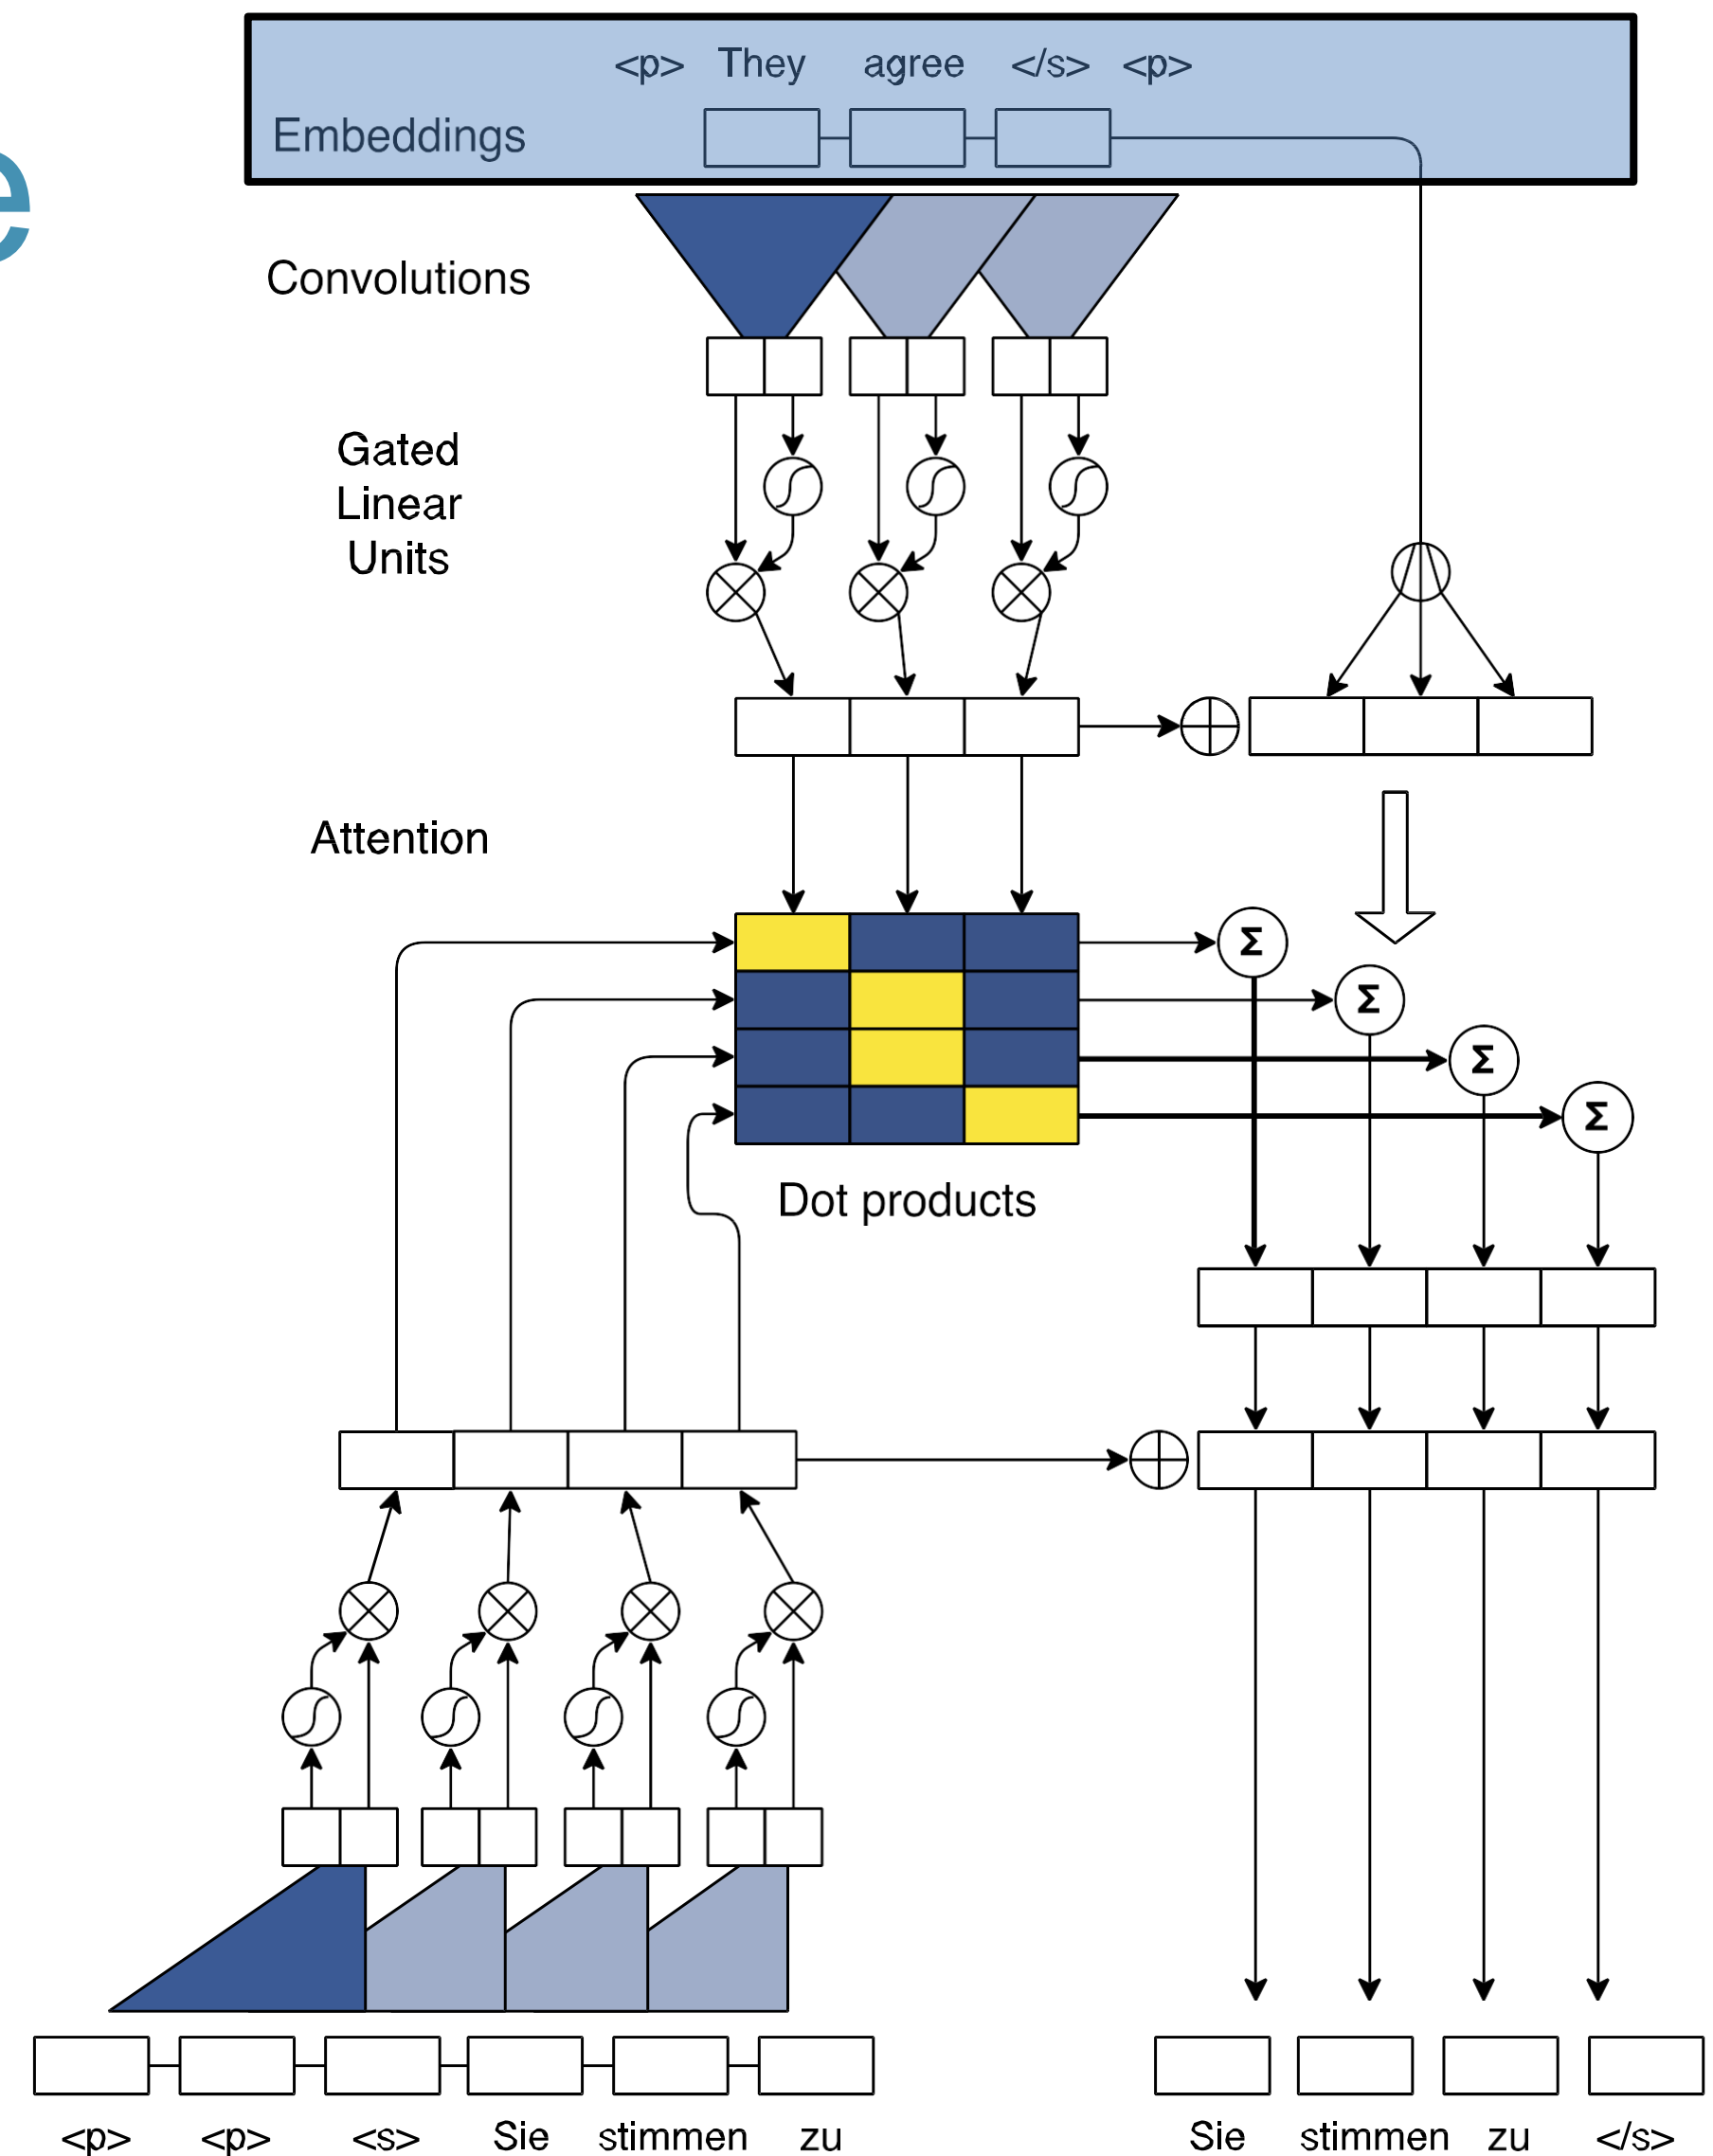 <p> They agree </s> <p>
Embeddings
e
Convolutions
Gated
Linear
Units
Attention
Σ
Σ
Σ
Σ
Dot products
<p> <p> <s> Sie stimmen zu Sie stimmen zu </s>